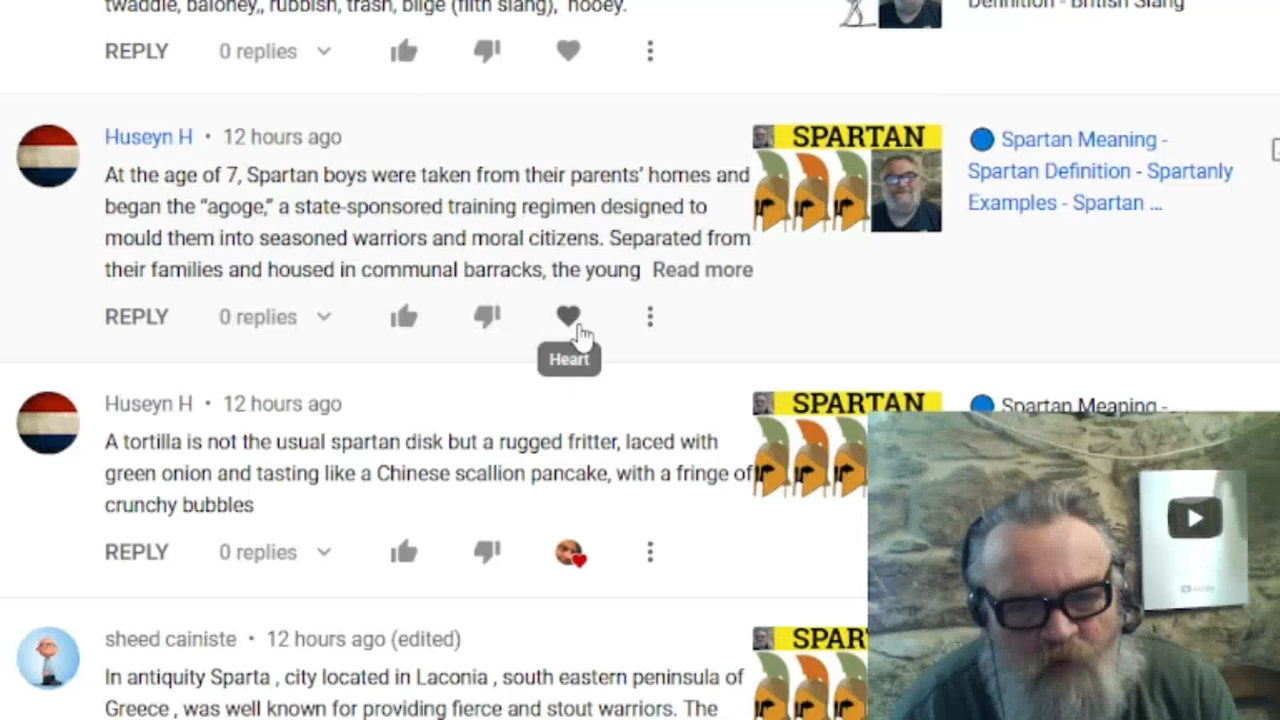 twaddle, baloney,, rubbish, trash, bilge (filth slang), hooey.
Definition - British Slang
REPLY 0 replies
Huseyn H • 12 hours ago
At the age of 7, Spartan boys were taken from their parents' homes and
began the “agoge,” a state-sponsored training regimen designed to
mould them into seasoned warriors and moral citizens. Separated from
their families and housed in communal barracks, the young Read more
SPARTAN
Spartan Meaning -
Spartan Definition - Spartanly
Examples - Spartan ...
REPLY 0 replies
Heart
Huseyn H • 12 hours ago
A tortilla is not the usual spartan disk but a rugged fritter, laced with
green onion and tasting like a Chinese scallion pancake, with a fringe of
crunchy bubbles
SPARTAN
Spartan Meaning -
REPLY 0 replies
sheed cainiste • 12 hours ago (edited)
In antiquity Sparta , city located in Laconia , south eastern peninsula of
Greece , was well known for providing fierce and stout warriors. The
SPAR